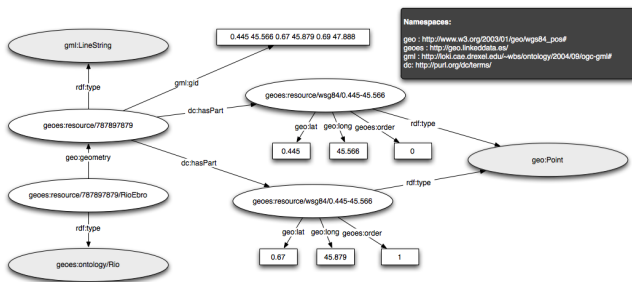 Namespaces:
geo : http://www.w3.org/2003/01/geo/wgs84_pos#
geoes : http://geo.linkeddata.es/
gml : http://loki.cae.drexel.edu/~wbs/ontology/2004/09/ogc-gml#
dc: http://purl.org/dc/terms/
gml:LineString
0.445 45.566 0.67 45.879 0.69 47.888
rdf:type
gml:gid
geoes:resource/wsg84/0.445-45.566
dc:hasPart
rdf:type
geoes:resource/787897879
geo:lat
geo:long
geoes:order
0.445
45.566
0
geo:geometry
dc:hasPart
geo:Point
rdf:type
geoes:resource/787897879/RioEbro
geoes:resource/wsg84/0.445-45.566
rdf:type
geo:lat
geo:long
geoes:order
0.67
45.879
1
geoes:ontology/Rio